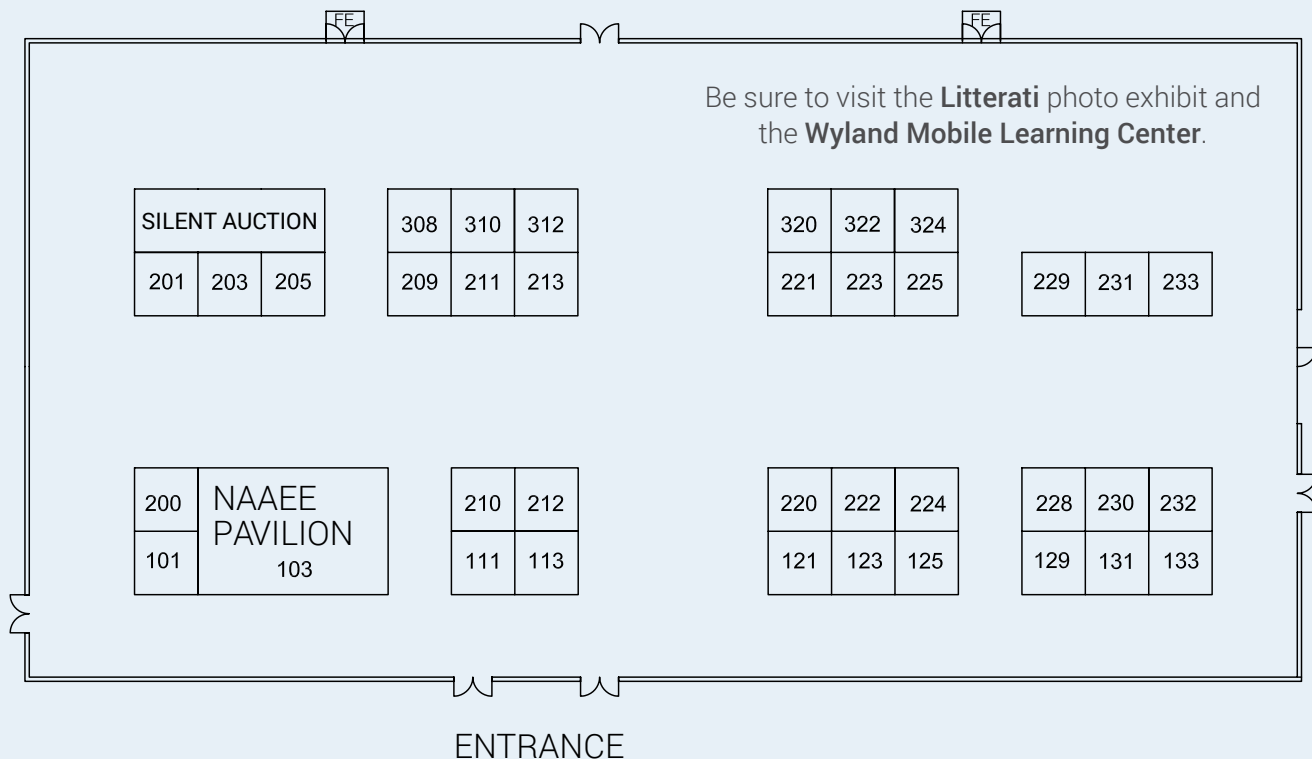 FE FE
Be sure to visit the Litterati photo exhibit and
the Wyland Mobile Learning Center.
SILENT AUCTION 308 310 312 320 322 324
201 203 205 209 211 213 221 223 225 229 231 233
200 NAAEE 210 212 220 222 224 228 230 232
PAVILION
101 103 111 113 121 123 125 129 131 133
ENTRANCE